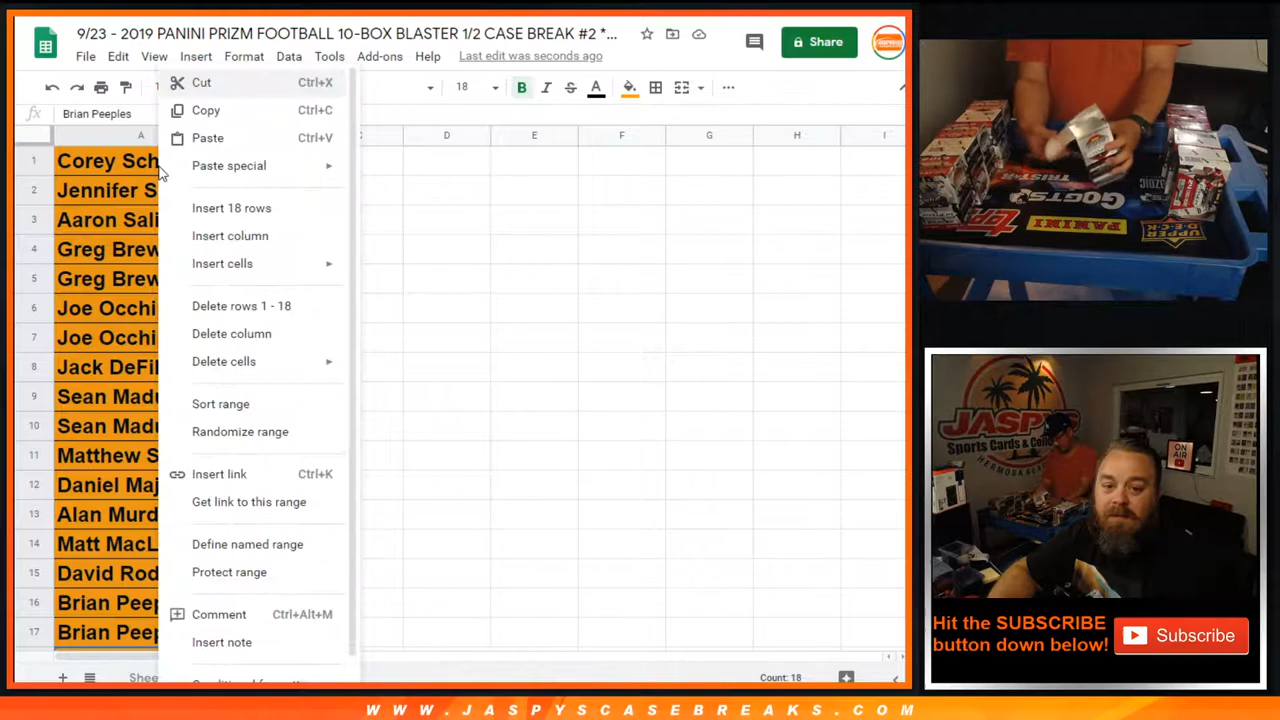 9/23 - 2019 PANINI PRIZM FOOTBALL 10-BOX BLASTER 1/2 CASE BREAK #2 *...
File Edit View Insert Format Data Tools Add-ons Help Last edit was seconds ago
Share
18 B I S A
fx Brian Peeples
A D E F G H I
1 Corey Sch
2 Jennifer S
3 Aaron Sali
4 Greg Brew
5 Greg Brew
6 Joe Occhi
7 Joe Occhi
8 Jack DeFil
9 Sean Madu
10 Sean Madu
11 Matthew S
12 Daniel Maj
13 Alan Murd
14 Matt MacL
15 David Rod
16 Brian Peep
17 Brian Peep
Cut Ctrl+X
Copy Ctrl+C
Paste Ctrl+V
Paste special
Insert 18 rows
Insert column
Insert cells
Delete rows 1 - 18
Delete column
Delete cells
Sort range
Randomize range
Insert link Ctrl+K
Get link to this range
Define named range
Protect range
Comment Ctrl+Alt+M
Insert note
Shee
Count: 18
GOGTS
PANINI
UPPER
DECK
JASPYS
Sports Cards & Colle
HERMOSA BEAC
ON
AIR
Hit the SUBSCRIBE
button down below!
Subscribe
WWW.JASPYSCASEBREAKS.COM